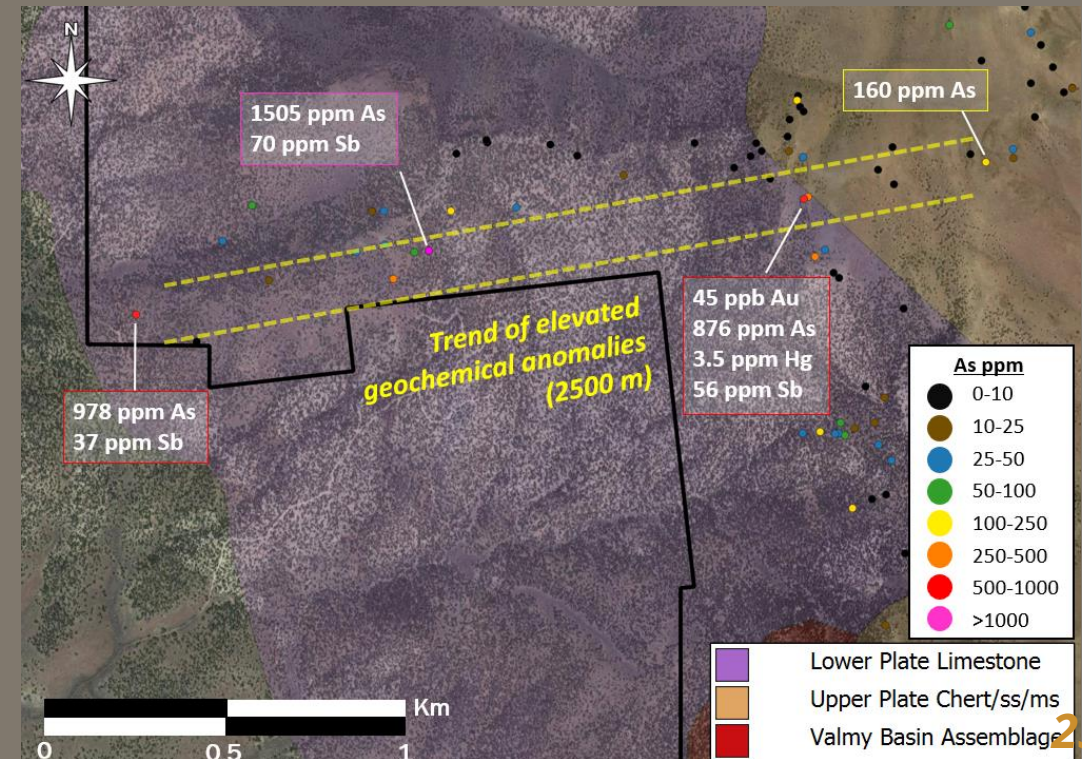 N
1505 ppm As
70 ppm Sb
160 ppm As
45 ppb Au
876 ppm As
3.5 ppm Hg
56 ppm Sb
Trend of elevated
geochemical anomalies
(2500 m)
978 ppm As
37 ppm Sb
As ppm
0-10
10-25
25-50
50-100
100-250
250-500
500-1000
>1000
Lower Plate Limestone
Upper Plate Chert/ss/ms
Valmy Basin Assemblage
Km
0 0 5 1